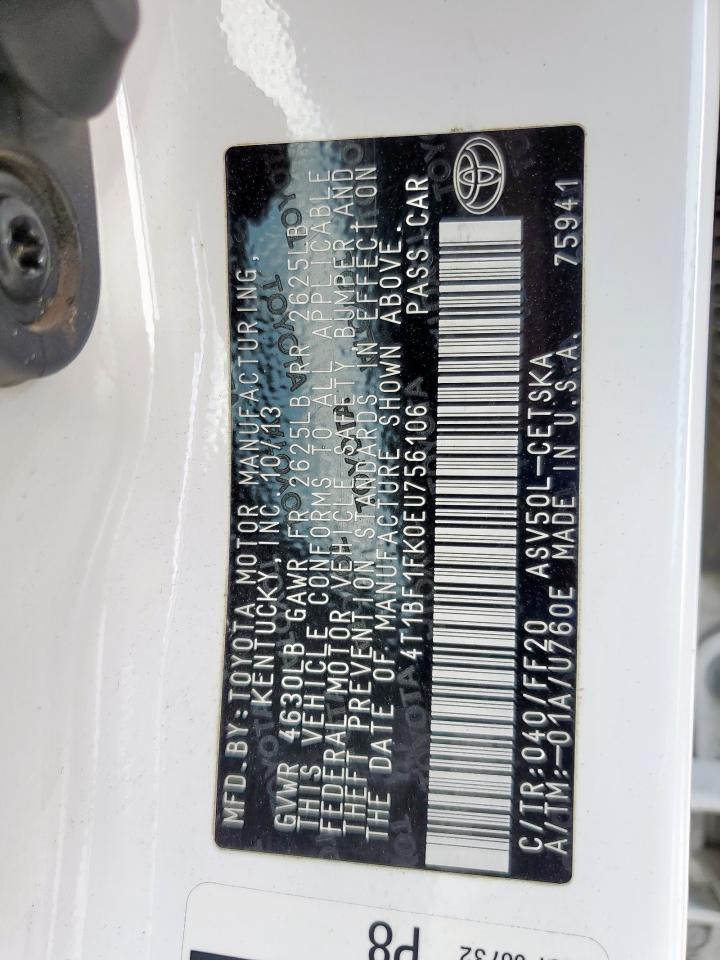 MFD.BY:TOYOTA MOTOR MANUFACTURING,
KENTUCKY, INC. 10/13
GVWR 4630LB GAWR FR 2625LB RR 2625LB
THIS VEHICLE CONFORMS TO ALL APPLICABLE
FEDERAL MOTOR VEHICLE SAFETY, BUMPER AND
THEFT PREVENTION STANDARDS IN EFFECT ON
THE DATE OF MANUFACTURE SHOWN ABOVE.
4T1BF1FK0EU756106 PASS.CAR
C/TR:040/FF20 ASV50L-CETSKA 75941
A/TM:-01A/U760E MADE IN U.S.A.
P8